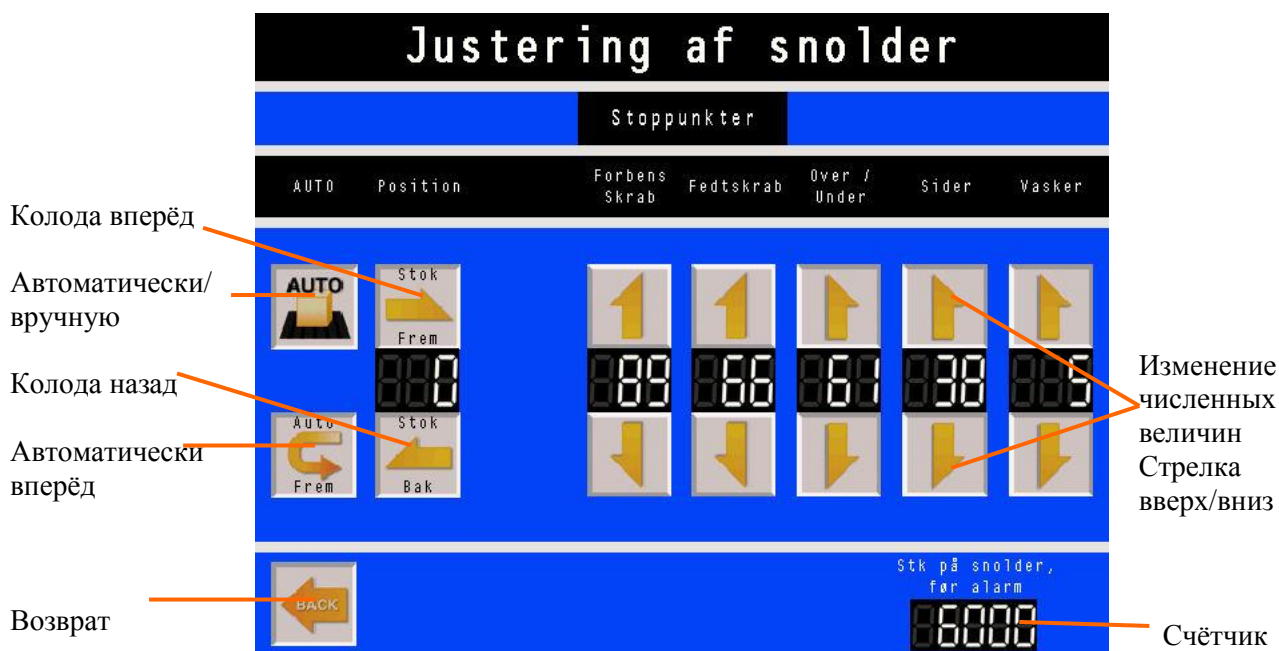 Justering af snolder
Stoppunkter
AUTO Position Forbens Skrab Fedtskrab Over / Under Sider Vasker
Колода вперёд
Автоматически/
вручную
Колода назад
Автоматически
вперёд
Возврат
AUTO
Stok
Frem
0
Auto
Frem
Stok
Bak
89 66 61 38 5
BACK
Изменение
численных
величин
Стрелка
вверх/вниз
Stk på snolder,
før alarm
6000
Счётчик